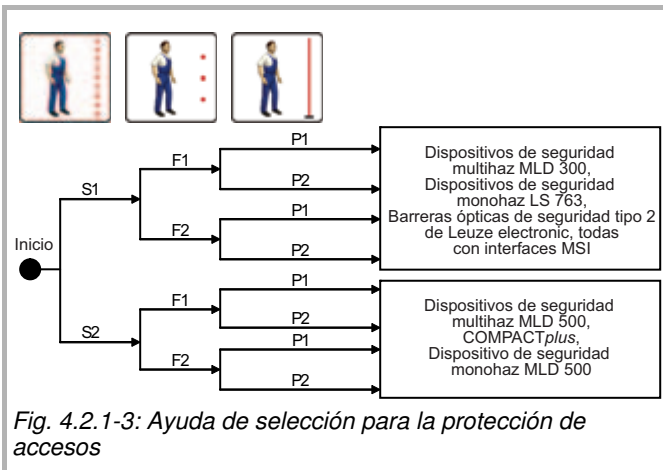 P1
F1
Dispositivos de seguridad
multihaz MLD 300,
P2
Dispositivos de seguridad
S1
monohaz LS 763,
P1
Barreras ópticas de seguridad tipo 2
F2
de Leuze electronic, todas
Inicio
P2
con interfaces MSI
P1
F1
Dispositivos de seguridad
P2
multihaz MLD 500,
S2
COMPACTplus,
P1
F2
Dispositivo de seguridad
monohaz MLD 500
P2
Fig. 4.2.1-3: Ayuda de selección para la protección de
accesos